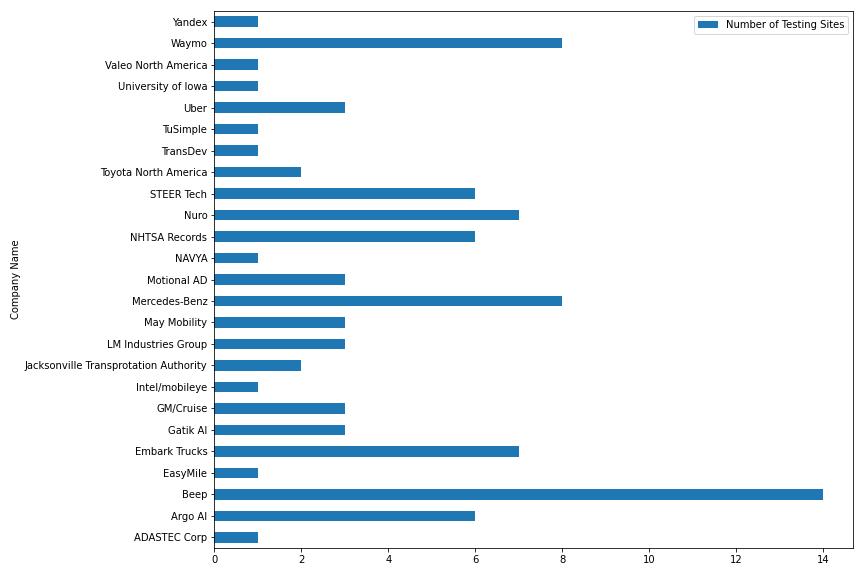 Number of Testing Sites
Company Name
Yandex
Waymo
Valeo North America
University of Iowa
Uber
TuSimple
TransDev
Toyota North America
STEER Tech
Nuro
NHTSA Records
NAVYA
Motional AD
Mercedes-Benz
May Mobility
LM Industries Group
Jacksonville Transprotation Authority
Intel/mobileye
GM/Cruise
Gatik AI
Embark Trucks
EasyMile
Beep
Argo AI
ADASTEC Corp
0 2 4 6 8 10 12 14